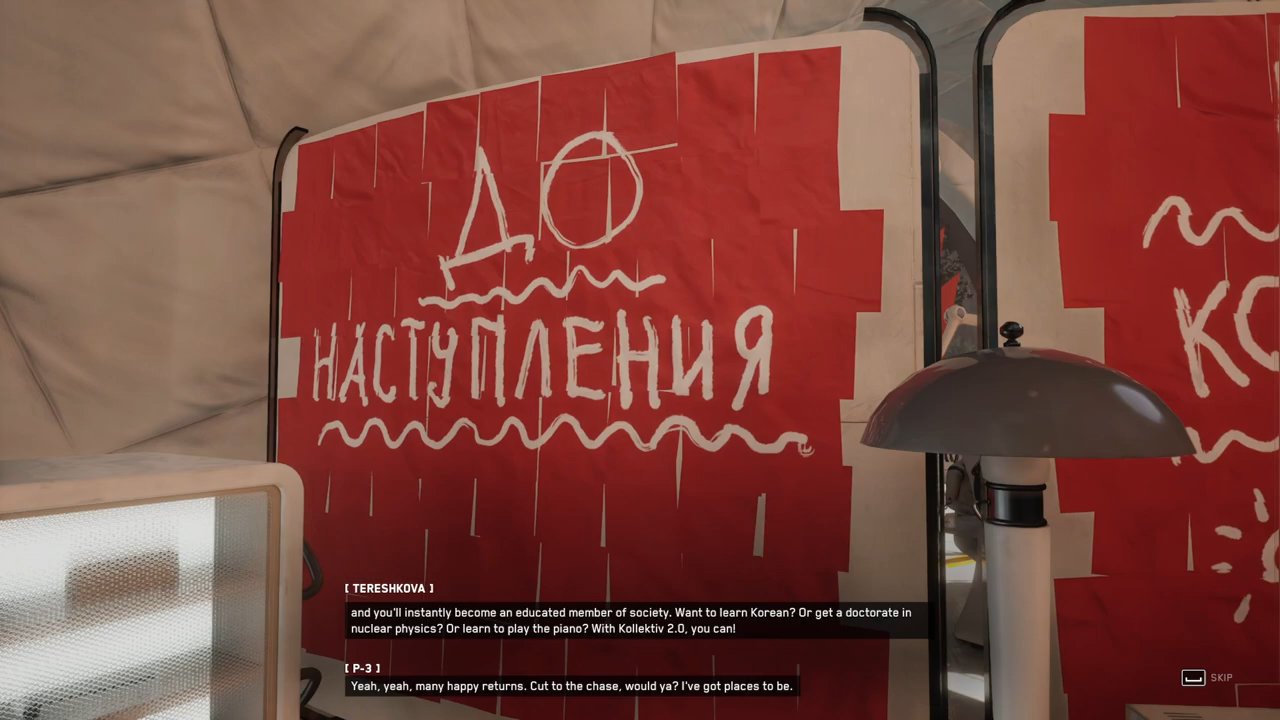 ДО
НАСТУПЛЕНИЯ
КО
[ TERESHKOVA ]
and you'll instantly become an educated member of society. Want to learn Korean? Or get a doctorate in
nuclear physics? Or learn to play the piano? With Kollektiv 2.0, you can!
[ P-3 ]
Yeah, yeah, many happy returns. Cut to the chase, would ya? I've got places to be.
SKIP